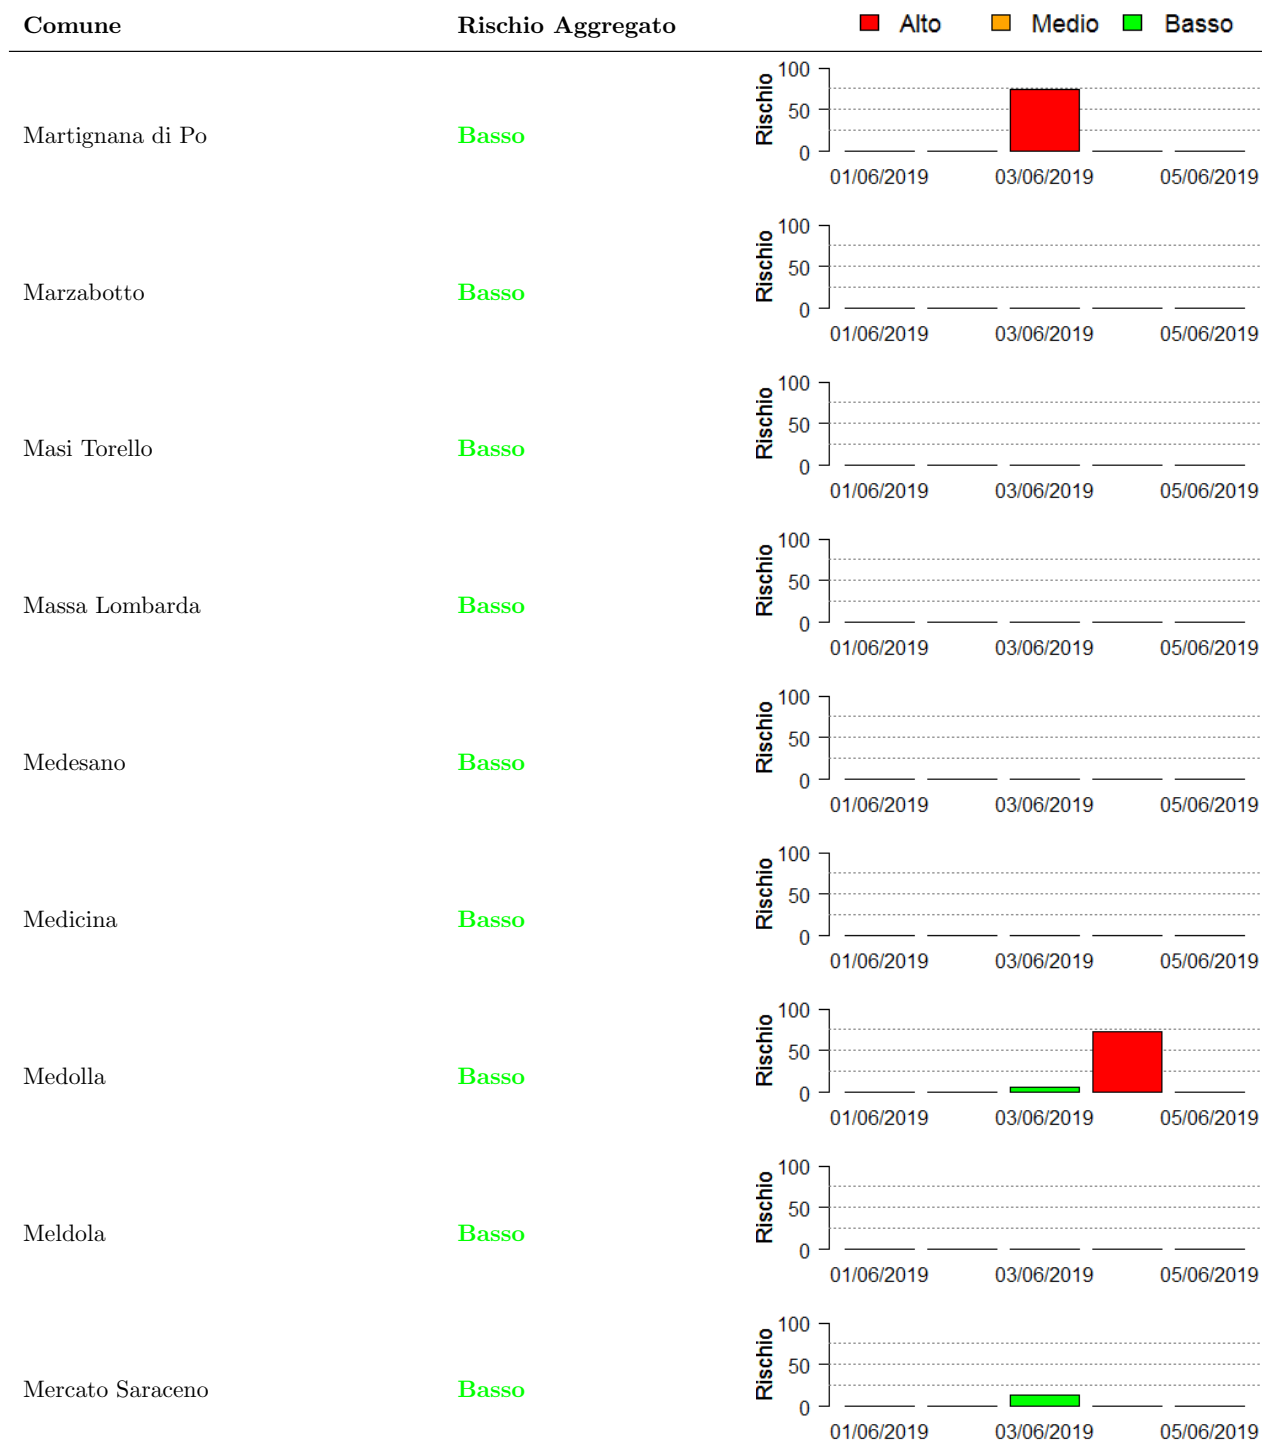 Comune Rischio Aggregato Alto Medio Basso
100
50
0
Rischio
Martignana di Po Basso
01/06/2019 03/06/2019 05/06/2019
100
50
0
Rischio
Marzabotto Basso
01/06/2019 03/06/2019 05/06/2019
100
50
0
Rischio
Masi Torello Basso
01/06/2019 03/06/2019 05/06/2019
100
50
0
Rischio
Massa Lombarda Basso
01/06/2019 03/06/2019 05/06/2019
100
50
0
Rischio
Medesano Basso
01/06/2019 03/06/2019 05/06/2019
100
50
0
Rischio
Medicina Basso
01/06/2019 03/06/2019 05/06/2019
100
50
0
Rischio
Medolla Basso
01/06/2019 03/06/2019 05/06/2019
100
50
0
Rischio
Meldola Basso
01/06/2019 03/06/2019 05/06/2019
100
50
0
Rischio
Mercato Saraceno Basso
01/06/2019 03/06/2019 05/06/2019